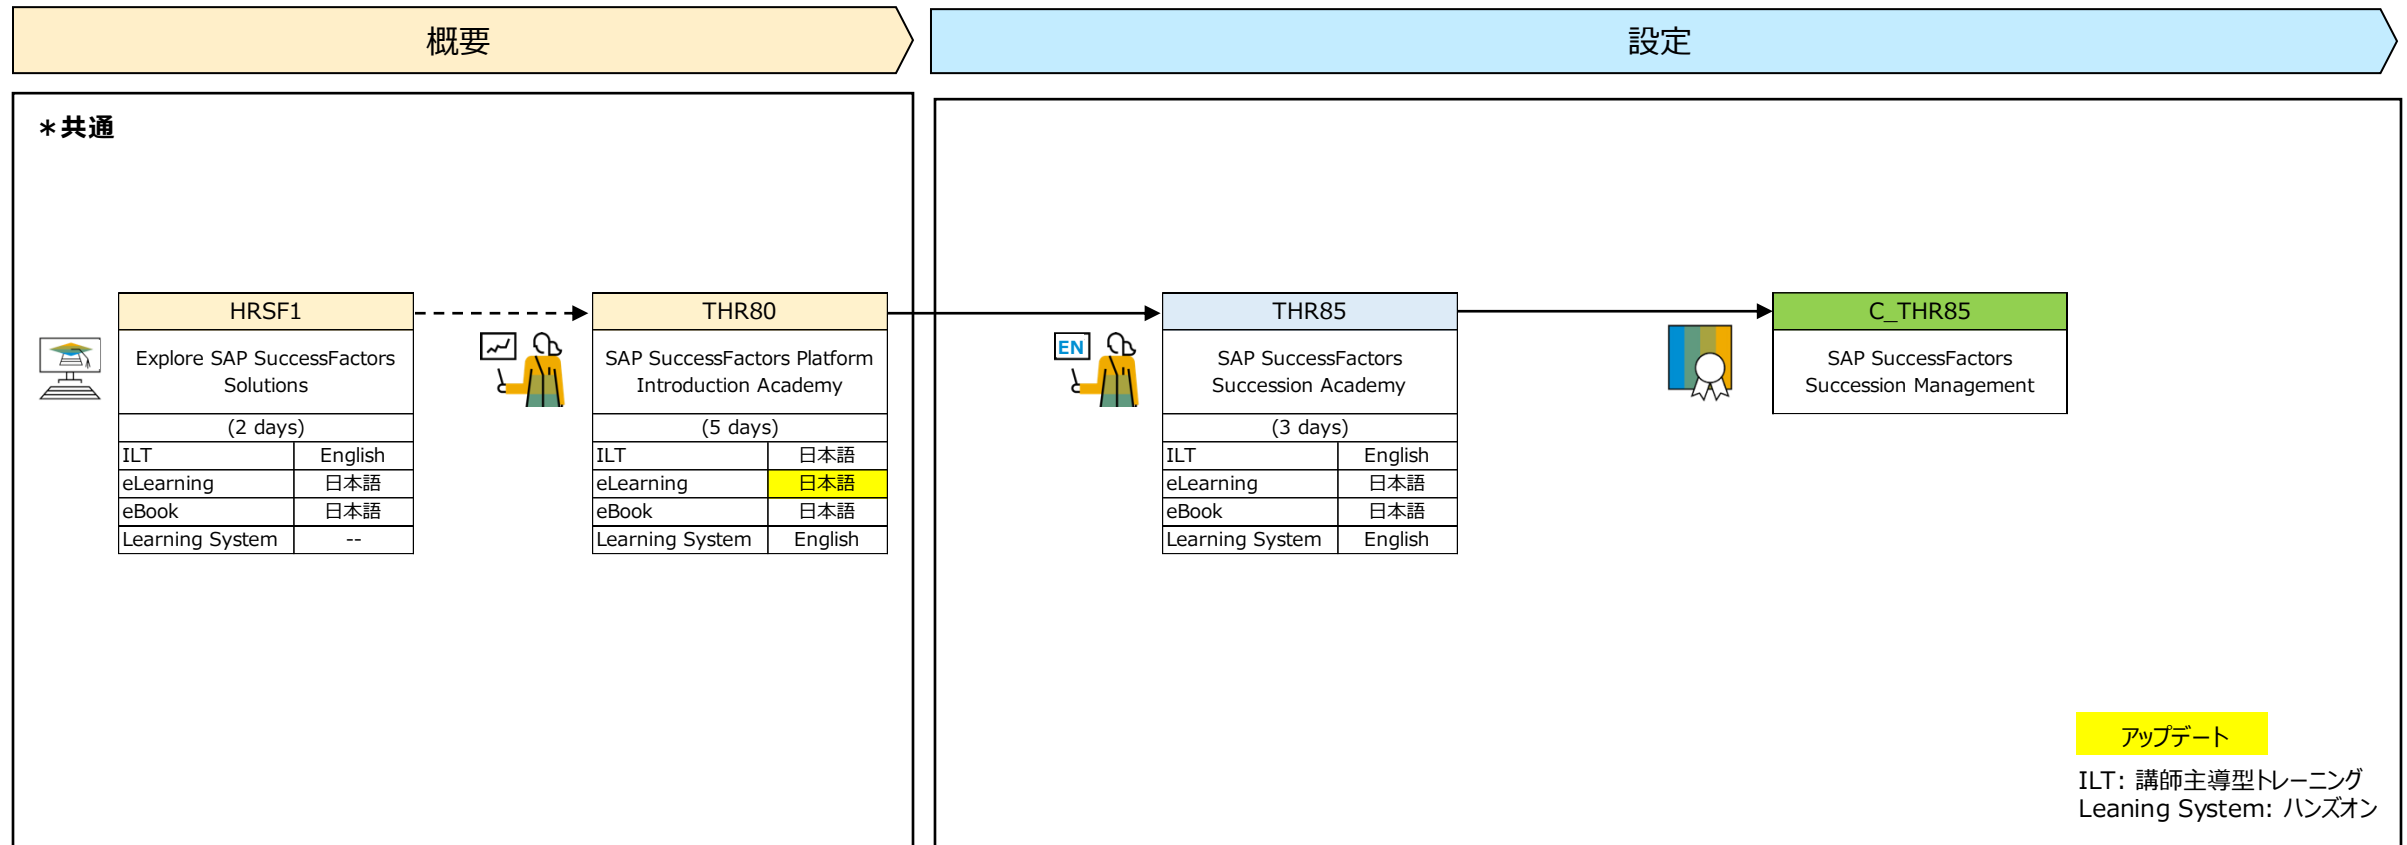 概要
設定
＊共通
HRSF1
Explore SAP SuccessFactors
Solutions
(2 days)
ILT English
eLearning 日本語
eBook 日本語
Learning System --
THR80
SAP SuccessFactors Platform
Introduction Academy
(5 days)
ILT 日本語
eLearning 日本語
eBook 日本語
Learning System English
EN
THR85
SAP SuccessFactors
Succession Academy
(3 days)
ILT English
eLearning 日本語
eBook 日本語
Learning System English
C_THR85
SAP SuccessFactors
Succession Management
アップデート
ILT: 講師主導型トレーニング
Leaning System: ハンズオン